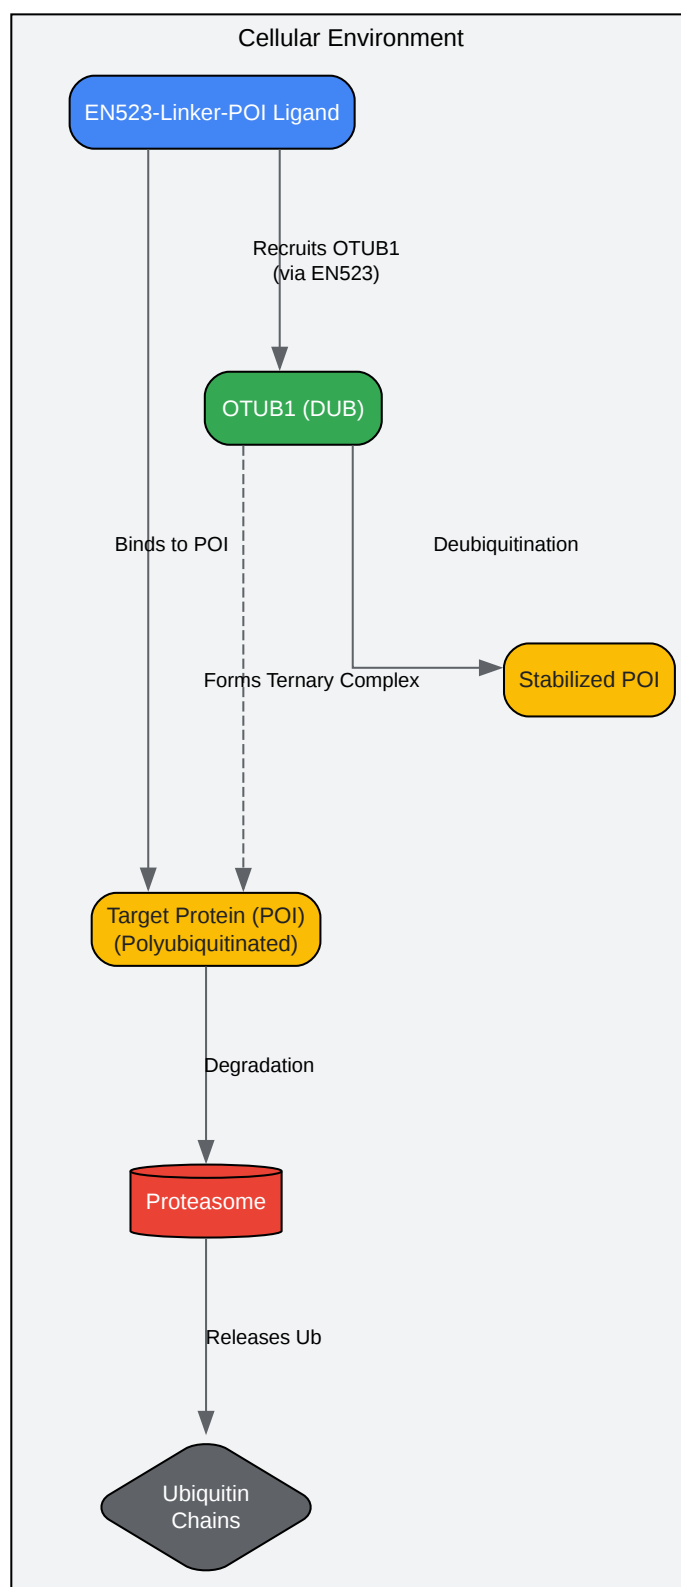 Cellular Environment
EN523-Linker-POI Ligand
Recruits OTUB1
(via EN523)
OTUB1 (DUB)
Binds to POI
Deubiquitination
Forms Ternary Complex
Stabilized POI
Target Protein (POI)
(Polyubiquitinated)
Degradation
Proteasome
Releases Ub
Ubiquitin
Chains